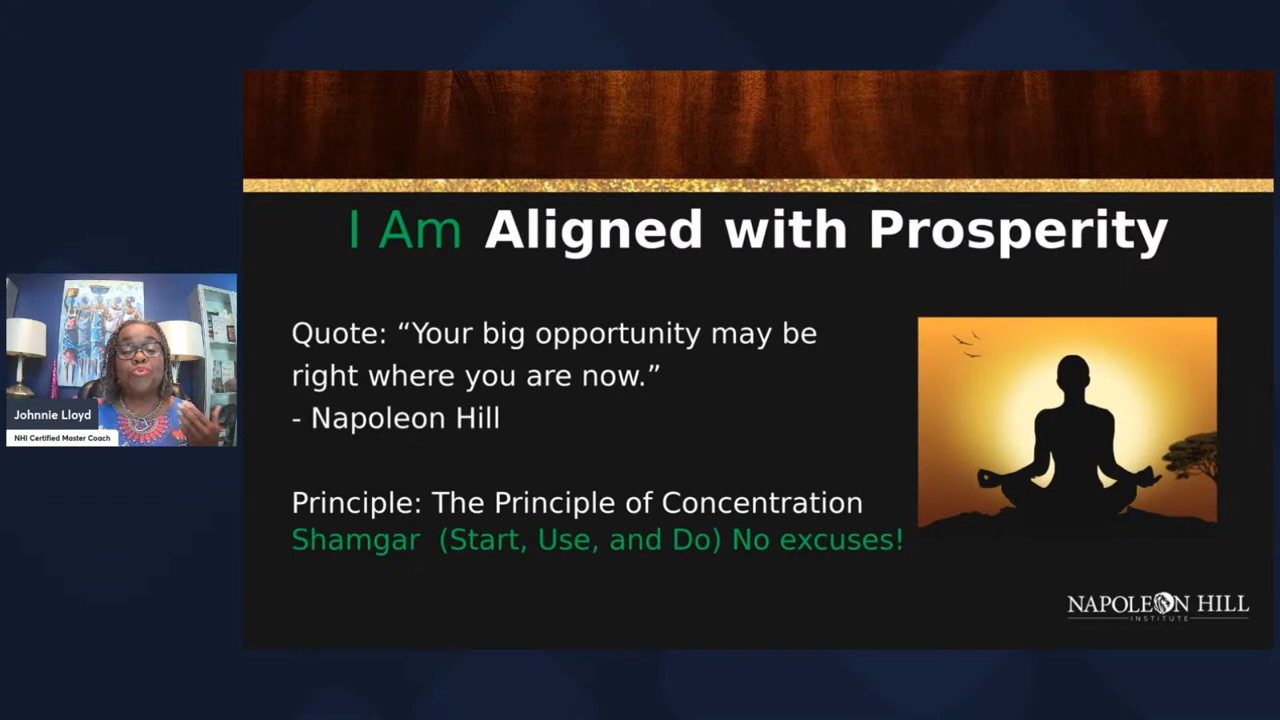 I Am Aligned with Prosperity
Quote: “Your big opportunity may be
right where you are now.”
- Napoleon Hill
Principle: The Principle of Concentration
Shamgar (Start, Use, and Do) No excuses!
Johnnie Lloyd
NHI Certified Master Coach
NAPOLEON HILL
INSTITUTE